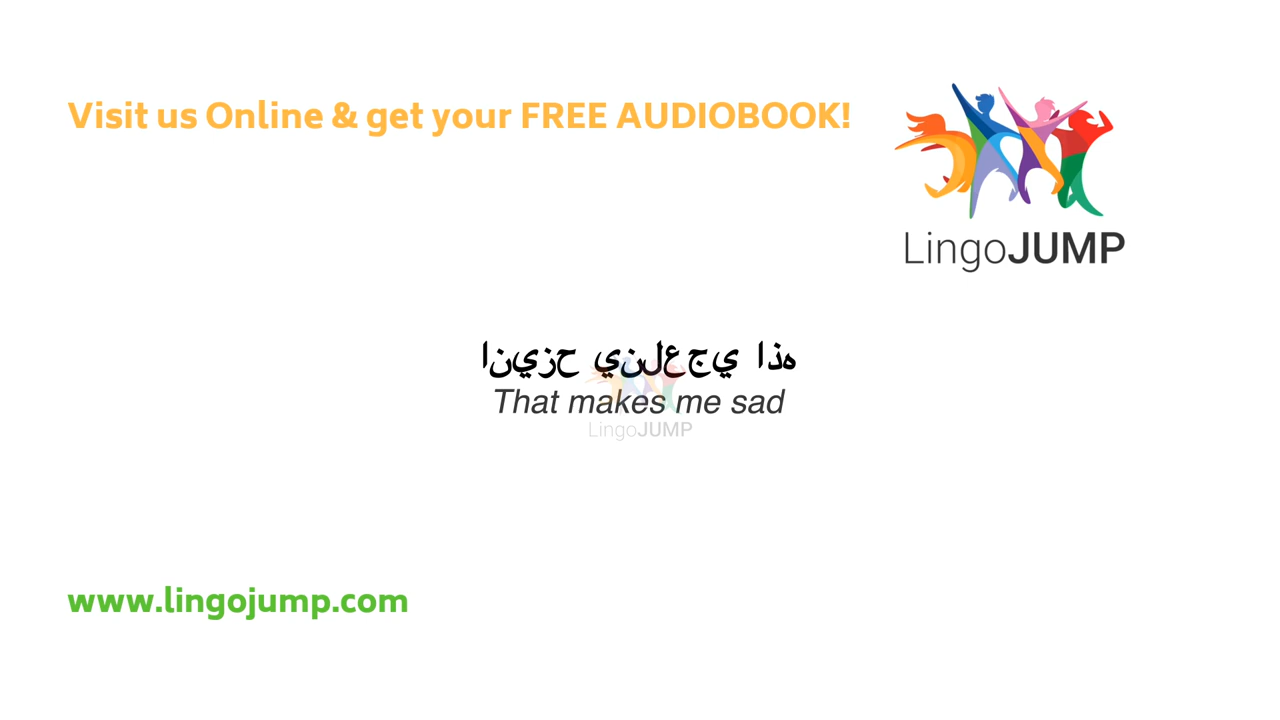 Visit us Online & get your FREE AUDIOBOOK!
LingoJUMP
هذا يجعلني حزينا
That makes me sad
LingoJUMP
www.lingojump.com